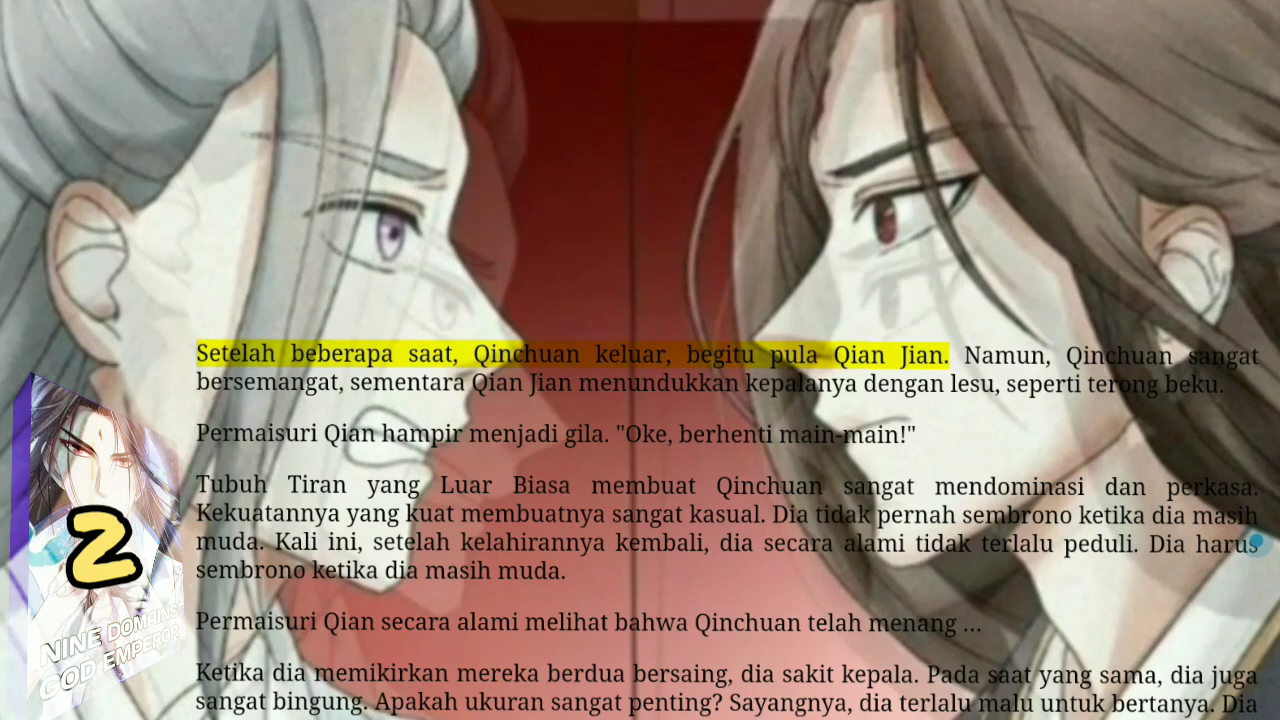 Setelah beberapa saat, Qinchuan keluar, begitu pula Qian Jian. Namun, Qinchuan sangat
bersemangat, sementara Qian Jian menundukkan kepalanya dengan lesu, seperti terong beku.
Permaisuri Qian hampir menjadi gila. "Oke, berhenti main-main!"
Tubuh Tiran yang Luar Biasa membuat Qinchuan sangat mendominasi dan perkasa.
Kekuatannya yang kuat membuatnya sangat kasual. Dia tidak pernah sembrono ketika dia masih
muda. Kali ini, setelah kelahirannya kembali, dia secara alami tidak terlalu peduli. Dia harus
sembrono ketika dia masih muda.
Permaisuri Qian secara alami melihat bahwa Qinchuan telah menang ...
Ketika dia memikirkan mereka berdua bersaing, dia sakit kepala. Pada saat yang sama, dia juga
sangat bingung. Apakah ukuran sangat penting? Sayangnya, dia terlalu malu untuk bertanya. Dia
2
NINE DOMAINS
GOD EMPEROR